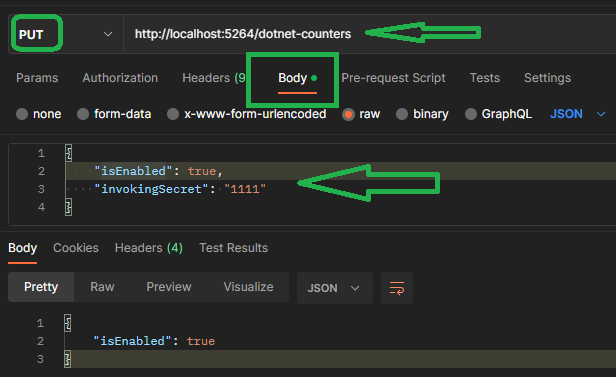 PUT http://localhost:5264/dotnet-counters
Params Authorization Headers (9 Body Pre-request Script Tests Settings
none form-data x-www-form-urlencoded raw binary GraphQL JSON
1 {
2 "isEnabled": true,
3 "invokingSecret": "1111"
4 }
Body Cookies Headers (4) Test Results
Pretty Raw Preview Visualize JSON
1 {
2 "isEnabled": true
3 }